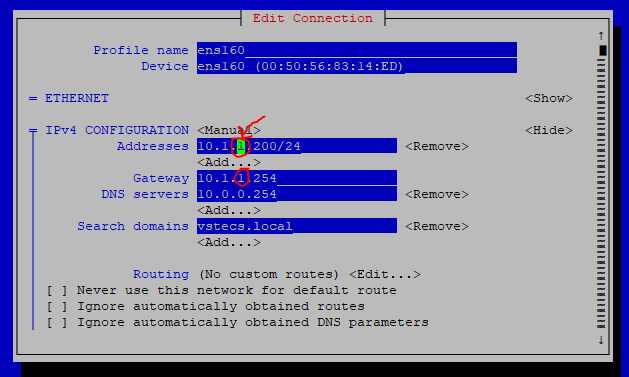 Edit Connection
Profile name ens160
Device ens160 (00:50:56:83:14:ED)
= ETHERNET <Show>
= IPv4 CONFIGURATION <Manual> <Hide>
Addresses 10.1.1.200/24 <Remove>
<Add...>
Gateway 10.1.1.254
DNS servers 10.0.0.254 <Remove>
<Add...>
Search domains vstecs.local <Remove>
<Add...>
Routing (No custom routes) <Edit...>
[ ] Never use this network for default route
[ ] Ignore automatically obtained routes
[ ] Ignore automatically obtained DNS parameters